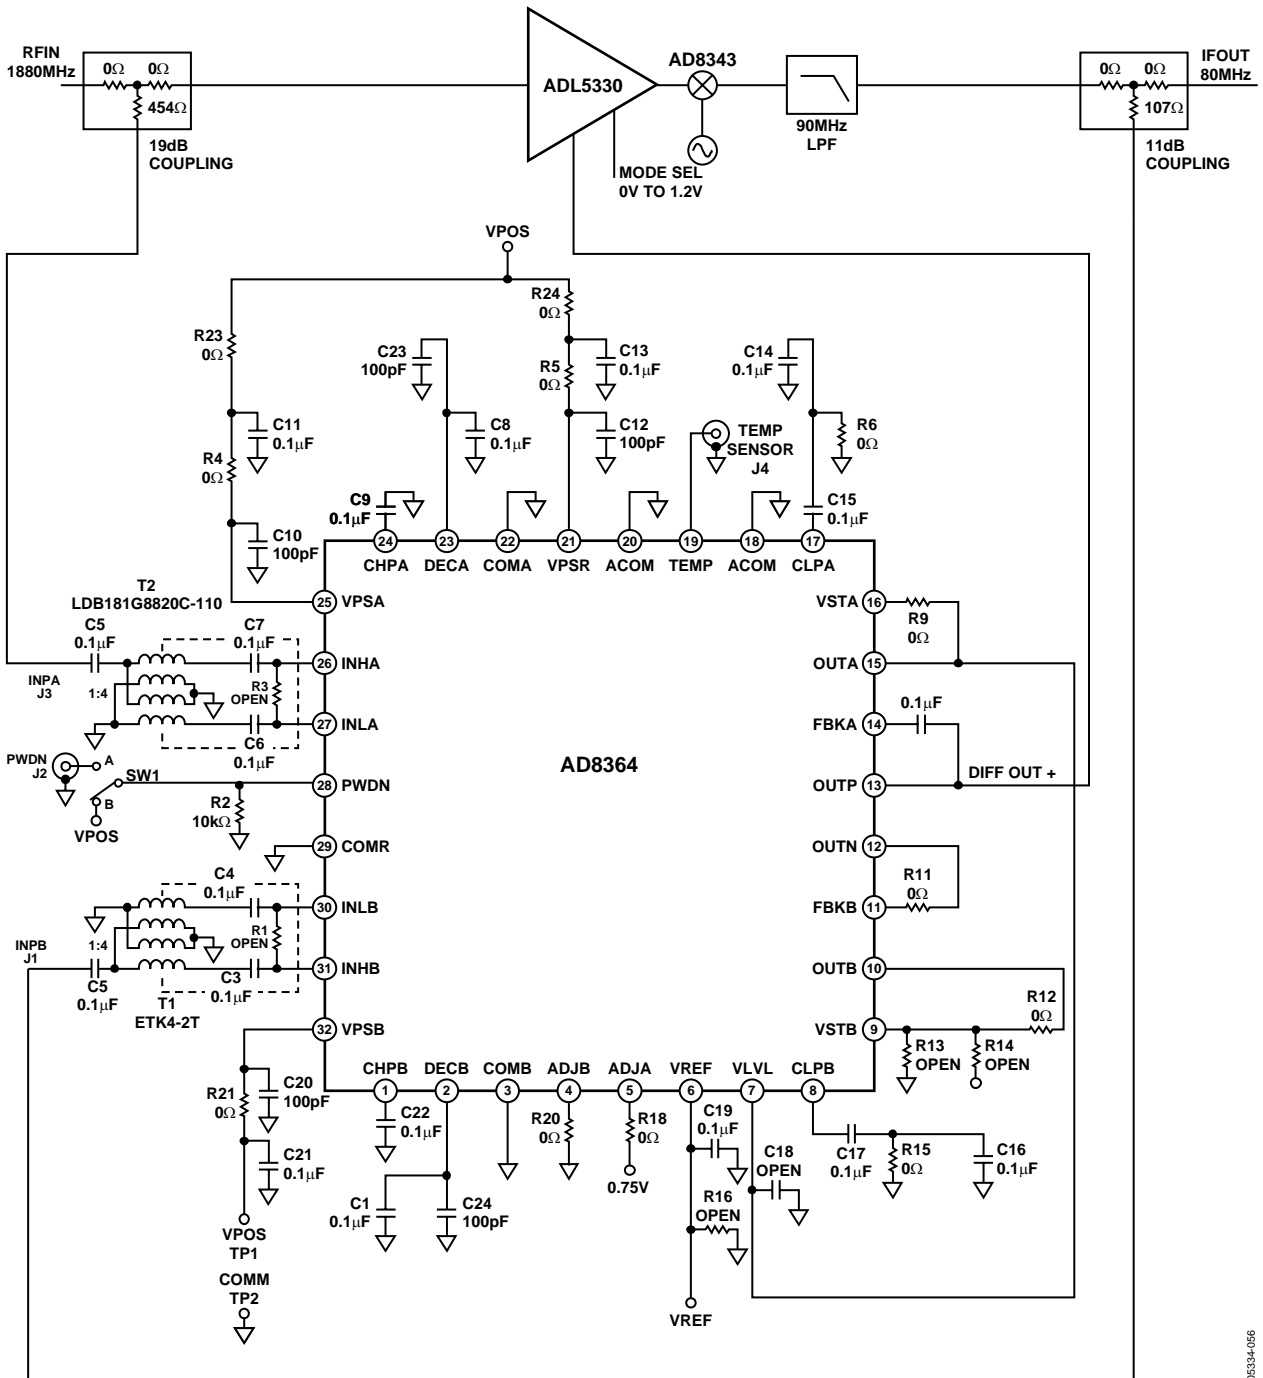 RFIN
1880MHz
0Ω 0Ω
454Ω
19dB
COUPLING
ADL5330
AD8343
MODE SEL
0V TO 1.2V
90MHz
LPF
0Ω 0Ω
107Ω
11dB
COUPLING
IFOUT
80MHz
VPOS
R23
0Ω
C11
0.1μF
R4
0Ω
C10
100pF
C23
100pF
C8
0.1μF
C9
0.1μF
R24
0Ω
C13
0.1μF
R5
0Ω
C12
100pF
TEMP
SENSOR
J4
C14
0.1μF
R6
0Ω
C15
0.1μF
24 23 22 21 20 19 18 17
CHPA DECA COMA VPSR ACOM TEMP ACOM CLPA
T2
LDB181G8820C-110
C5
0.1μF
C7
0.1μF
INPA
J3
1:4
R3
OPEN
C6
0.1μF
25 VPSA
26 INHA
27 INLA
PWDN
J2
A
SW1
B
VPOS
R2
10kΩ
28 PWDN
29 COMR
AD8364
VSTA 16
R9
0Ω
OUTA 15
0.1μF
FBKA 14
OUTP 13
DIFF OUT +
OUTN 12
R11
0Ω
FBKB 11
OUTB 10
R12
0Ω
VSTB 9
R13
OPEN
R14
OPEN
C4
0.1μF
30 INLB
INPB
J1
1:4
R1
OPEN
31 INHB
C5
0.1μF
C3
0.1μF
T1
ETK4-2T
32 VPSB
CHPB DECB COMB ADJB ADJA VREF VLVL CLPB
1 2 3 4 5 6 7 8
R21
0Ω
C20
100pF
C21
0.1μF
VPOS
TP1
COMM
TP2
C22
0.1μF
C1
0.1μF
C24
100pF
R20
0Ω
R18
0Ω
0.75V
C19
0.1μF
R16
OPEN
VREF
C18
OPEN
C17
0.1μF
R15
0Ω
C16
0.1μF
05334-056